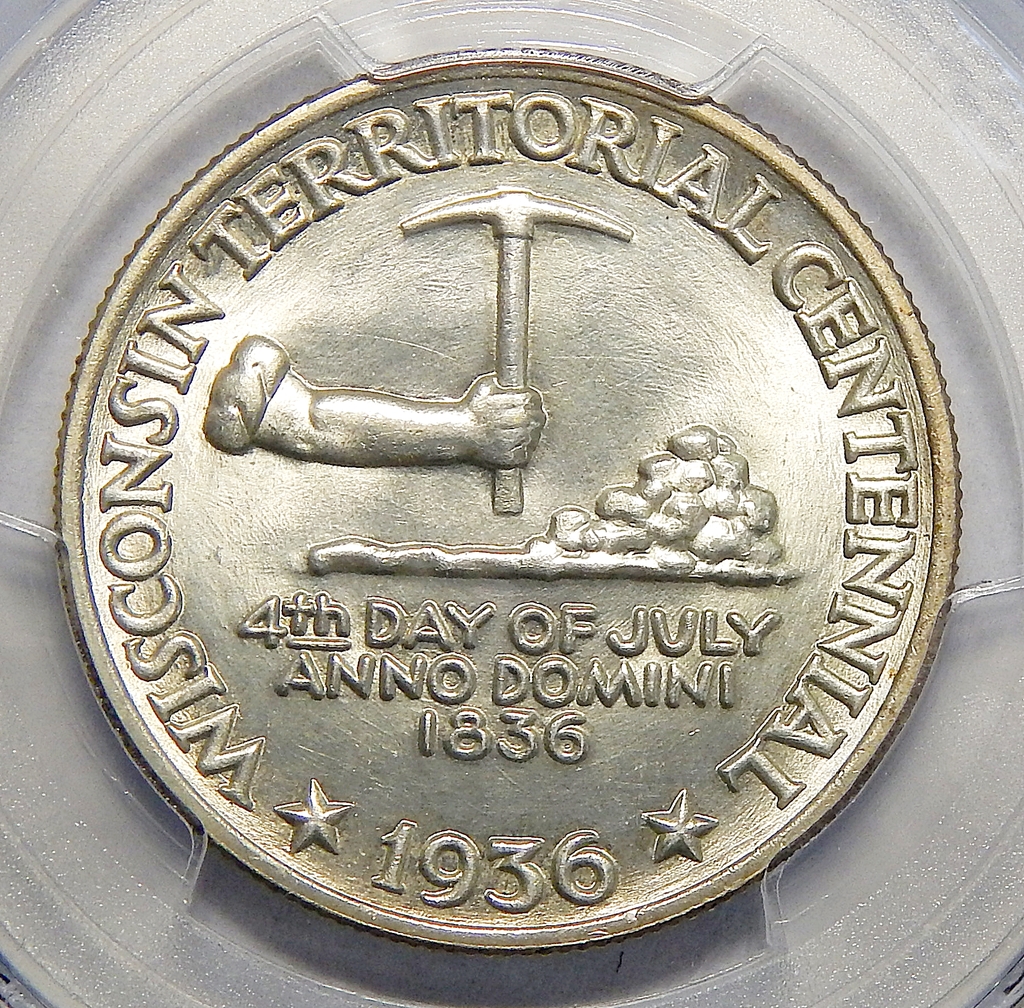 WISCONSIN TERRITORIAL CENTENNIAL
4th DAY OF JULY
ANNO DOMINI
1836
1936